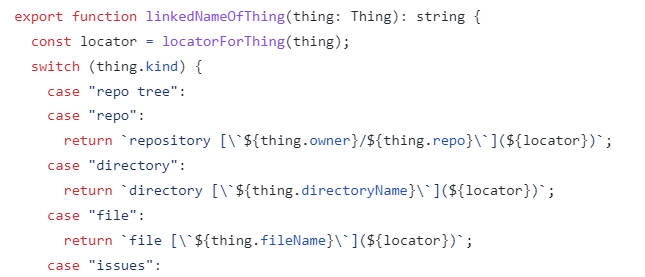 export function linkedNameOfThing(thing: Thing): string {
  const locator = locatorForThing(thing);
  switch (thing.kind) {
    case "repo tree":
    case "repo":
      return `repository [\`${thing.owner}/${thing.repo}\`](${locator})`;
    case "directory":
      return `directory [\`${thing.directoryName}\`](${locator})`;
    case "file":
      return `file [\`${thing.fileName}\`](${locator})`;
    case "issues":